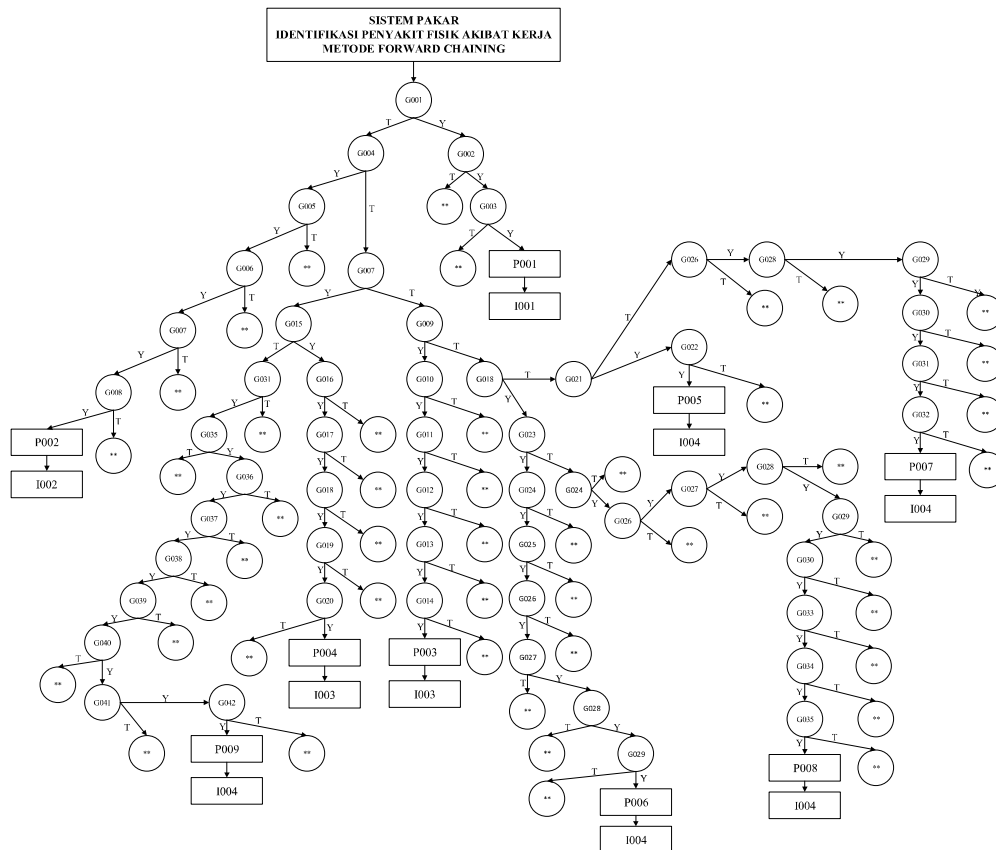 SISTEM PAKAR
IDENTIFIKASI PENYAKIT FISIK AKIBAT KERJA
METODE FORWARD CHAINING
G001
T Y
G004 G002
Y T T Y
G005 ** G003
Y T T Y
G006 ** G007 ** P001
I001
Y T Y T
G007 ** G015 G009
Y T T Y Y T
G008 ** G031 G016 G010 G018 T G021
Y T Y T Y T Y T Y
P002 ** G035 ** G017 ** G011 ** G023
I002
T Y Y T Y T Y T
** G036 G018 ** G012 ** G024 G024
Y T Y T Y T Y T
G037 ** G019 ** G013 ** G025 **
Y T Y T Y T Y T
G038 ** G020 ** G014 ** G026 **
Y T T Y Y T Y T
G039 ** ** P004 P003 ** G027 **
I003 I003
Y T T Y
G040 ** ** G028
T Y T Y
** G041 Y G042 ** G029
T Y T T Y
** P009 ** ** P006
I004 I004
T Y
G026 Y G028 Y G029
T T Y T
** ** Y
**
G030
Y T
G031 **
Y T
G032 **
Y T
P007 **
I004
G022
Y T
P005 **
I004
T Y
** G026
Y T
G027 **
Y T
G028 **
T Y
** G029
Y T
G030 **
Y T
G033 **
Y T
G034 **
Y T
G035 **
Y T
P008 **
I004